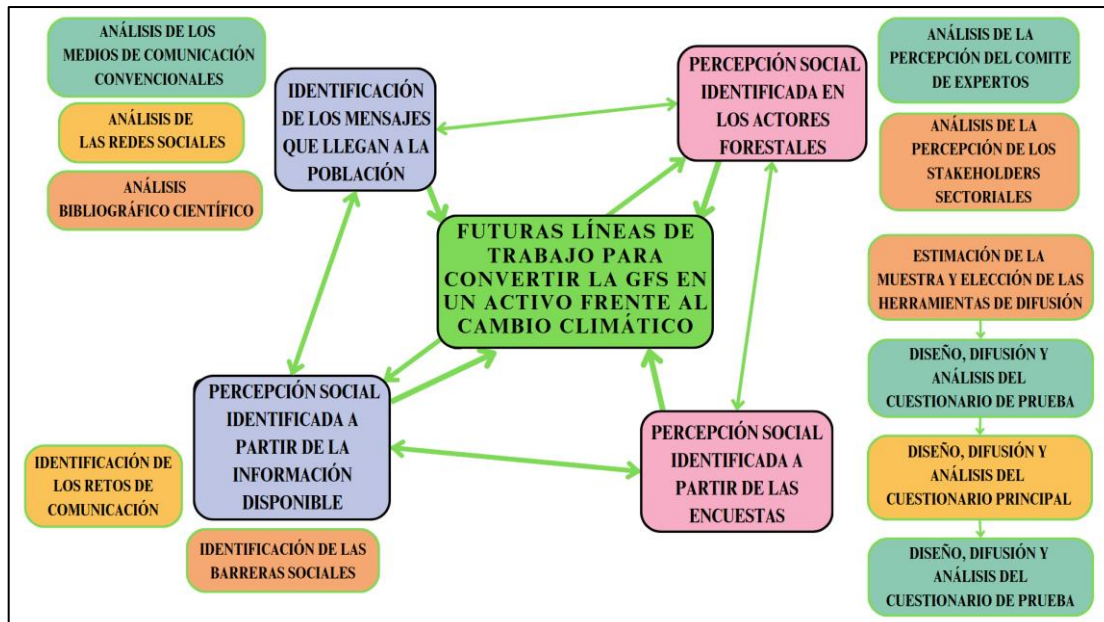 ANÁLISIS DE LOS
MEDIOS DE COMUNICACIÓN
CONVENCIONALES
ANÁLISIS DE
LAS REDES SOCIALES
ANÁLISIS
BIBLIOGRÁFICO CIENTÍFICO
IDENTIFICACIÓN
DE LOS MENSAJES
QUE LLEGAN A LA
POBLACIÓN
PERCEPCIÓN SOCIAL
IDENTIFICADA EN
LOS ACTORES
FORESTALES
ANÁLISIS DE LA
PERCEPCIÓN DEL COMITE
DE EXPERTOS
ANÁLISIS DE LA
PERCEPCIÓN DE LOS
STAKEHOLDERS
SECTORIALES
FUTURAS LÍNEAS DE
TRABAJO PARA
CONVERTIR LA GFS EN
UN ACTIVO FRENTE AL
CAMBIO CLIMÁTICO
PERCEPCIÓN SOCIAL
IDENTIFICADA A
PARTIR DE LA
INFORMACIÓN
DISPONIBLE
IDENTIFICACIÓN DE
LOS RETOS DE
COMUNICACIÓN
IDENTIFICACIÓN DE LAS
BARRERAS SOCIALES
PERCEPCIÓN SOCIAL
IDENTIFICADA A
PARTIR DE LAS
ENCUESTAS
ESTIMACIÓN DE LA
MUESTRA Y ELECCIÓN DE LAS
HERRAMIENTAS DE DIFUSIÓN
DISEÑO, DIFUSIÓN Y
ANÁLISIS DEL
CUESTIONARIO DE PRUEBA
DISEÑO, DIFUSIÓN Y
ANÁLISIS DEL
CUESTIONARIO PRINCIPAL
DISEÑO, DIFUSIÓN Y
ANÁLISIS DEL
CUESTIONARIO DE PRUEBA